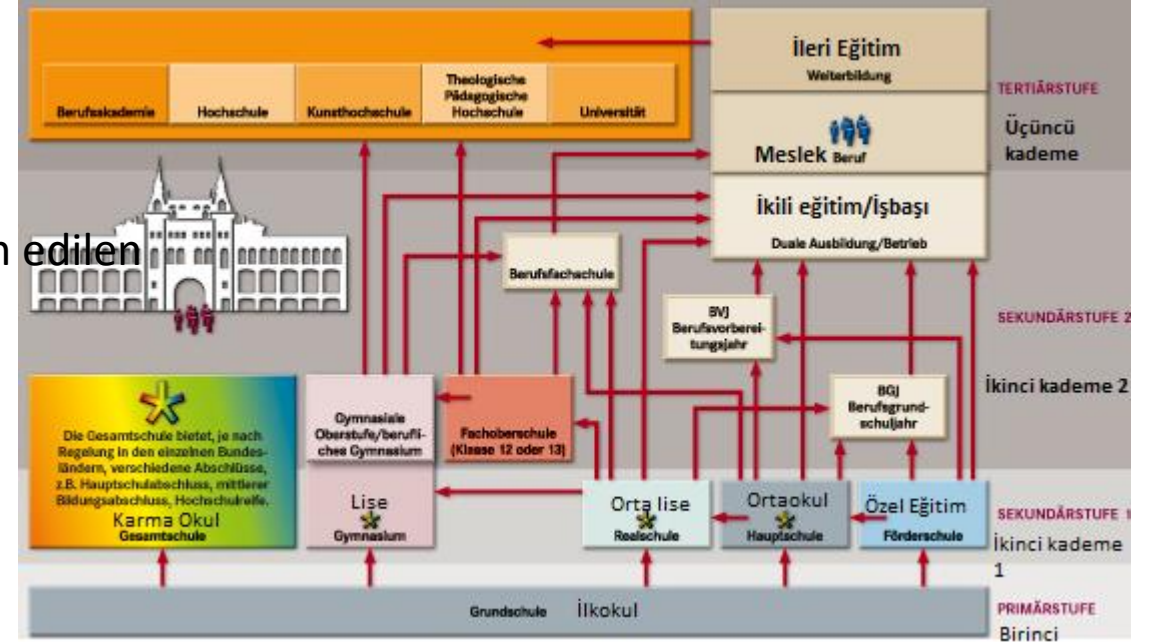 İleri Eğitim
Weiterbildung
Berufsakademie
Hochschule
Kunsthochschule
Theologische
Pädagogische
Hochschule
Universität
TERTIÄRSTUFE
Üçüncü
kademe
Meslek Beruf
İkili eğitim/İşbaşı
Duale Ausbildung/Betrieb
edilen
Berufsfachschule
BVJ
Berufsvorberei-
tungsjahr
SEKUNDÄRSTUFE 2
İkinci kademe 2
BGJ
Berufsgrund-
schuljahr
Die Gesamtschule bietet, je nach
Regelung in den einzelnen Bundes-
ländern, verschiedene Abschlüsse,
z.B. Hauptschulabschluss, mittlerer
Bildungsabschluss, Hochschulreife.
Karma Okul
Gesamtschule
Gymnasiale
Oberstufe/berufli-
ches Gymnasium
Fachoberschule
(Klasse 12 oder 13)
Lise
Gymnasium
Orta lise
Realschule
Ortaokul
Hauptschule
Özel Eğitim
Förderschule
SEKUNDÄRSTUFE 1
İkinci kademe
1
Grundschule İlkokul
PRIMÄRSTUFE
Birinci